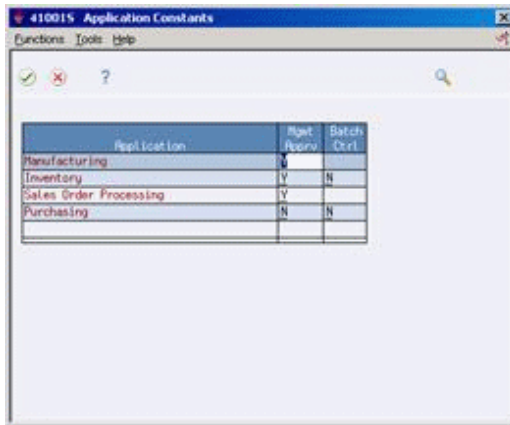 41001S Application Constants
Functions Tools Help
?
Application Mgmt Apprv Batch Ctrl
Manufacturing
Inventory Y N
Sales Order Processing Y
Purchasing N N